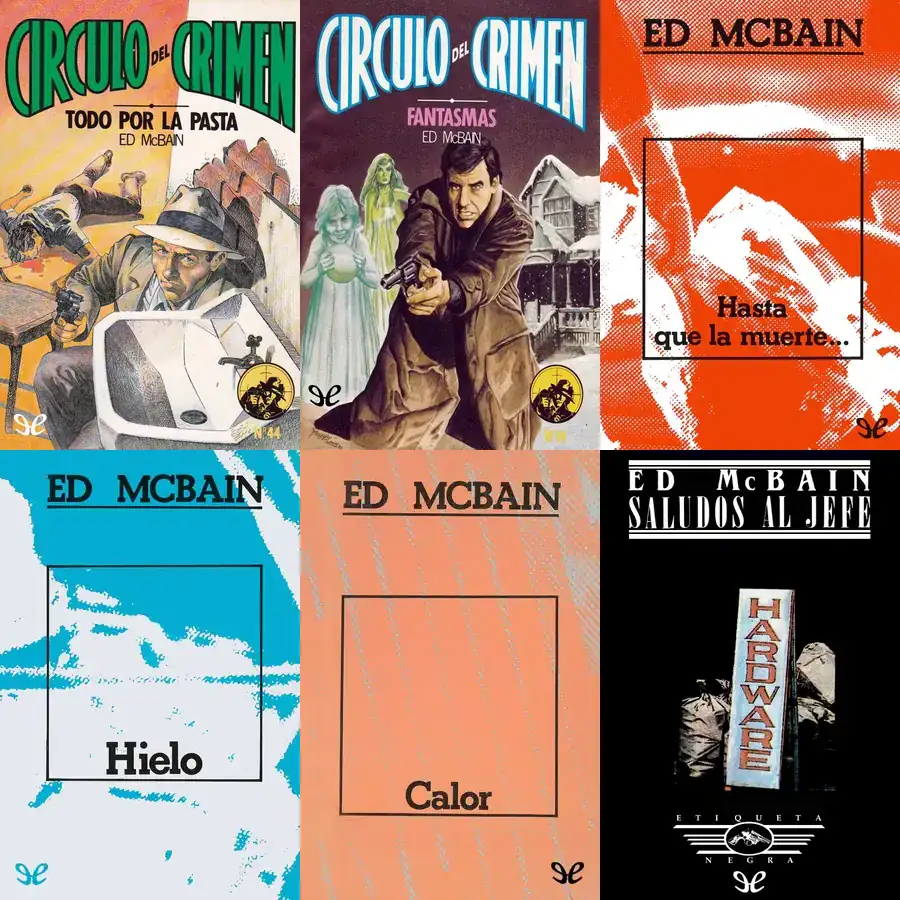 CIRCULO DEL CRIMEN
TODO POR LA PASTA
ED McBAIN
Nº 44
CIRCULO DEL CRIMEN
FANTASMAS
ED McBAIN
ED MCBAIN
Hasta
que la muerte...
ED MCBAIN
Hielo
ED MCBAIN
Calor
ED McBAIN
SALUDOS AL JEFE
HARDWARE
ETIQUETA
NEGRA